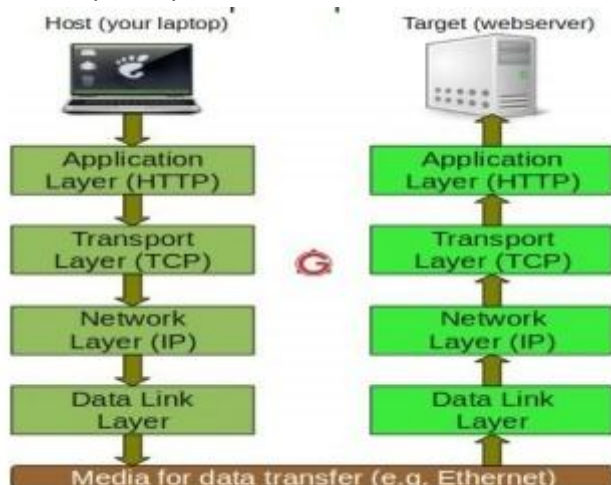 Host (your laptop)
Target (webserver)
Application
Layer (HTTP)
Transport
Layer (TCP)
Network
Layer (IP)
Data Link
Layer
Application
Layer (HTTP)
Transport
Layer (TCP)
Network
Layer (IP)
Data Link
Layer
Media for data transfer (e.g. Ethernet)